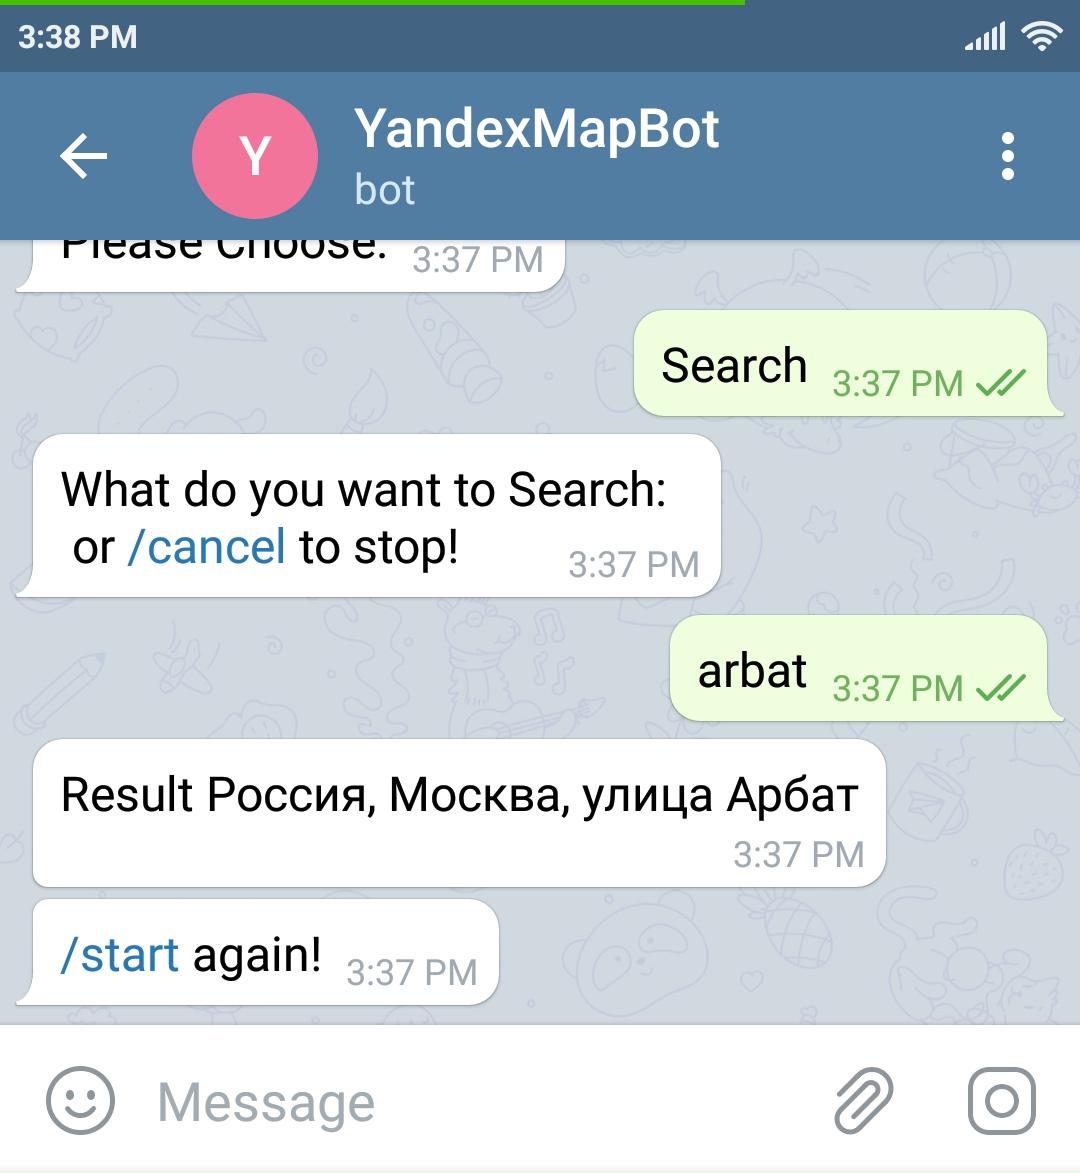 3:38 PM
Y
YandexMapBot
bot
Please Choose: 3:37 PM
Search 3:37 PM
What do you want to Search:
or /cancel to stop! 3:37 PM
arbat 3:37 PM
Result Россия, Москва, улица Арбат
3:37 PM
/start again! 3:37 PM
Message